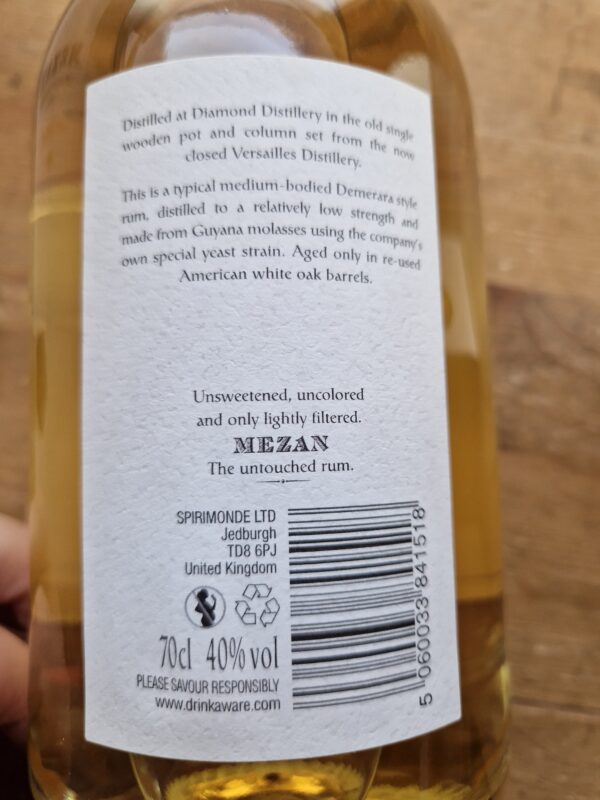 Distilled at Diamond Distillery in the old single
wooden pot and column set from the now
closed Versailles Distillery.
This is a typical medium-bodied Demerara style
rum, distilled to a relatively low strength and
made from Guyana molasses using the company's
own special yeast strain. Aged only in re-used
American white oak barrels.
Unsweetened, uncolored
and only lightly filtered.
MEZAN
The untouched rum.
SPIRIMONDE LTD
Jedburgh
TD8 6PJ
United Kingdom
70cl 40% vol
PLEASE SAVOUR RESPONSIBLY
www.drinkaware.com
5 060033 841518